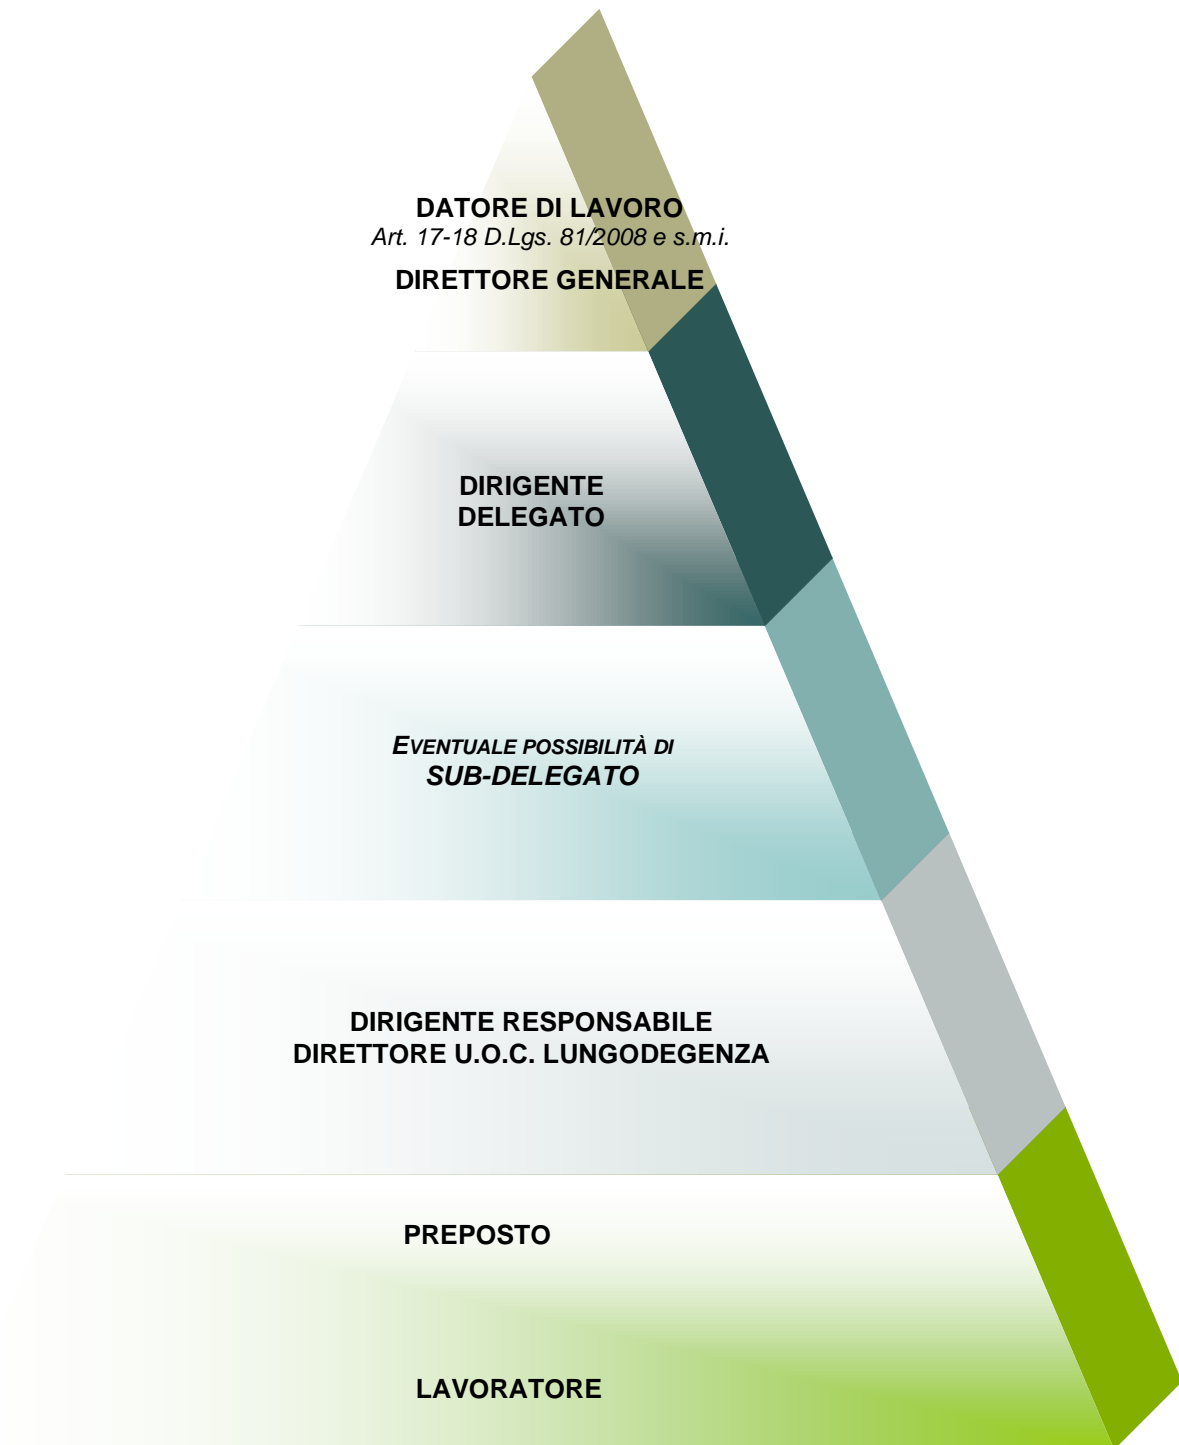 DATORE DI LAVORO
Art. 17-18 D.Lgs. 81/2008 e s.m.i.
DIRETTORE GENERALE
DIRIGENTE
DELEGATO
EVENTUALE POSSIBILITÀ DI
SUB-DELEGATO
DIRIGENTE RESPONSABILE
DIRETTORE U.O.C. LUNGODEGENZA
PREPOSTO
LAVORATORE